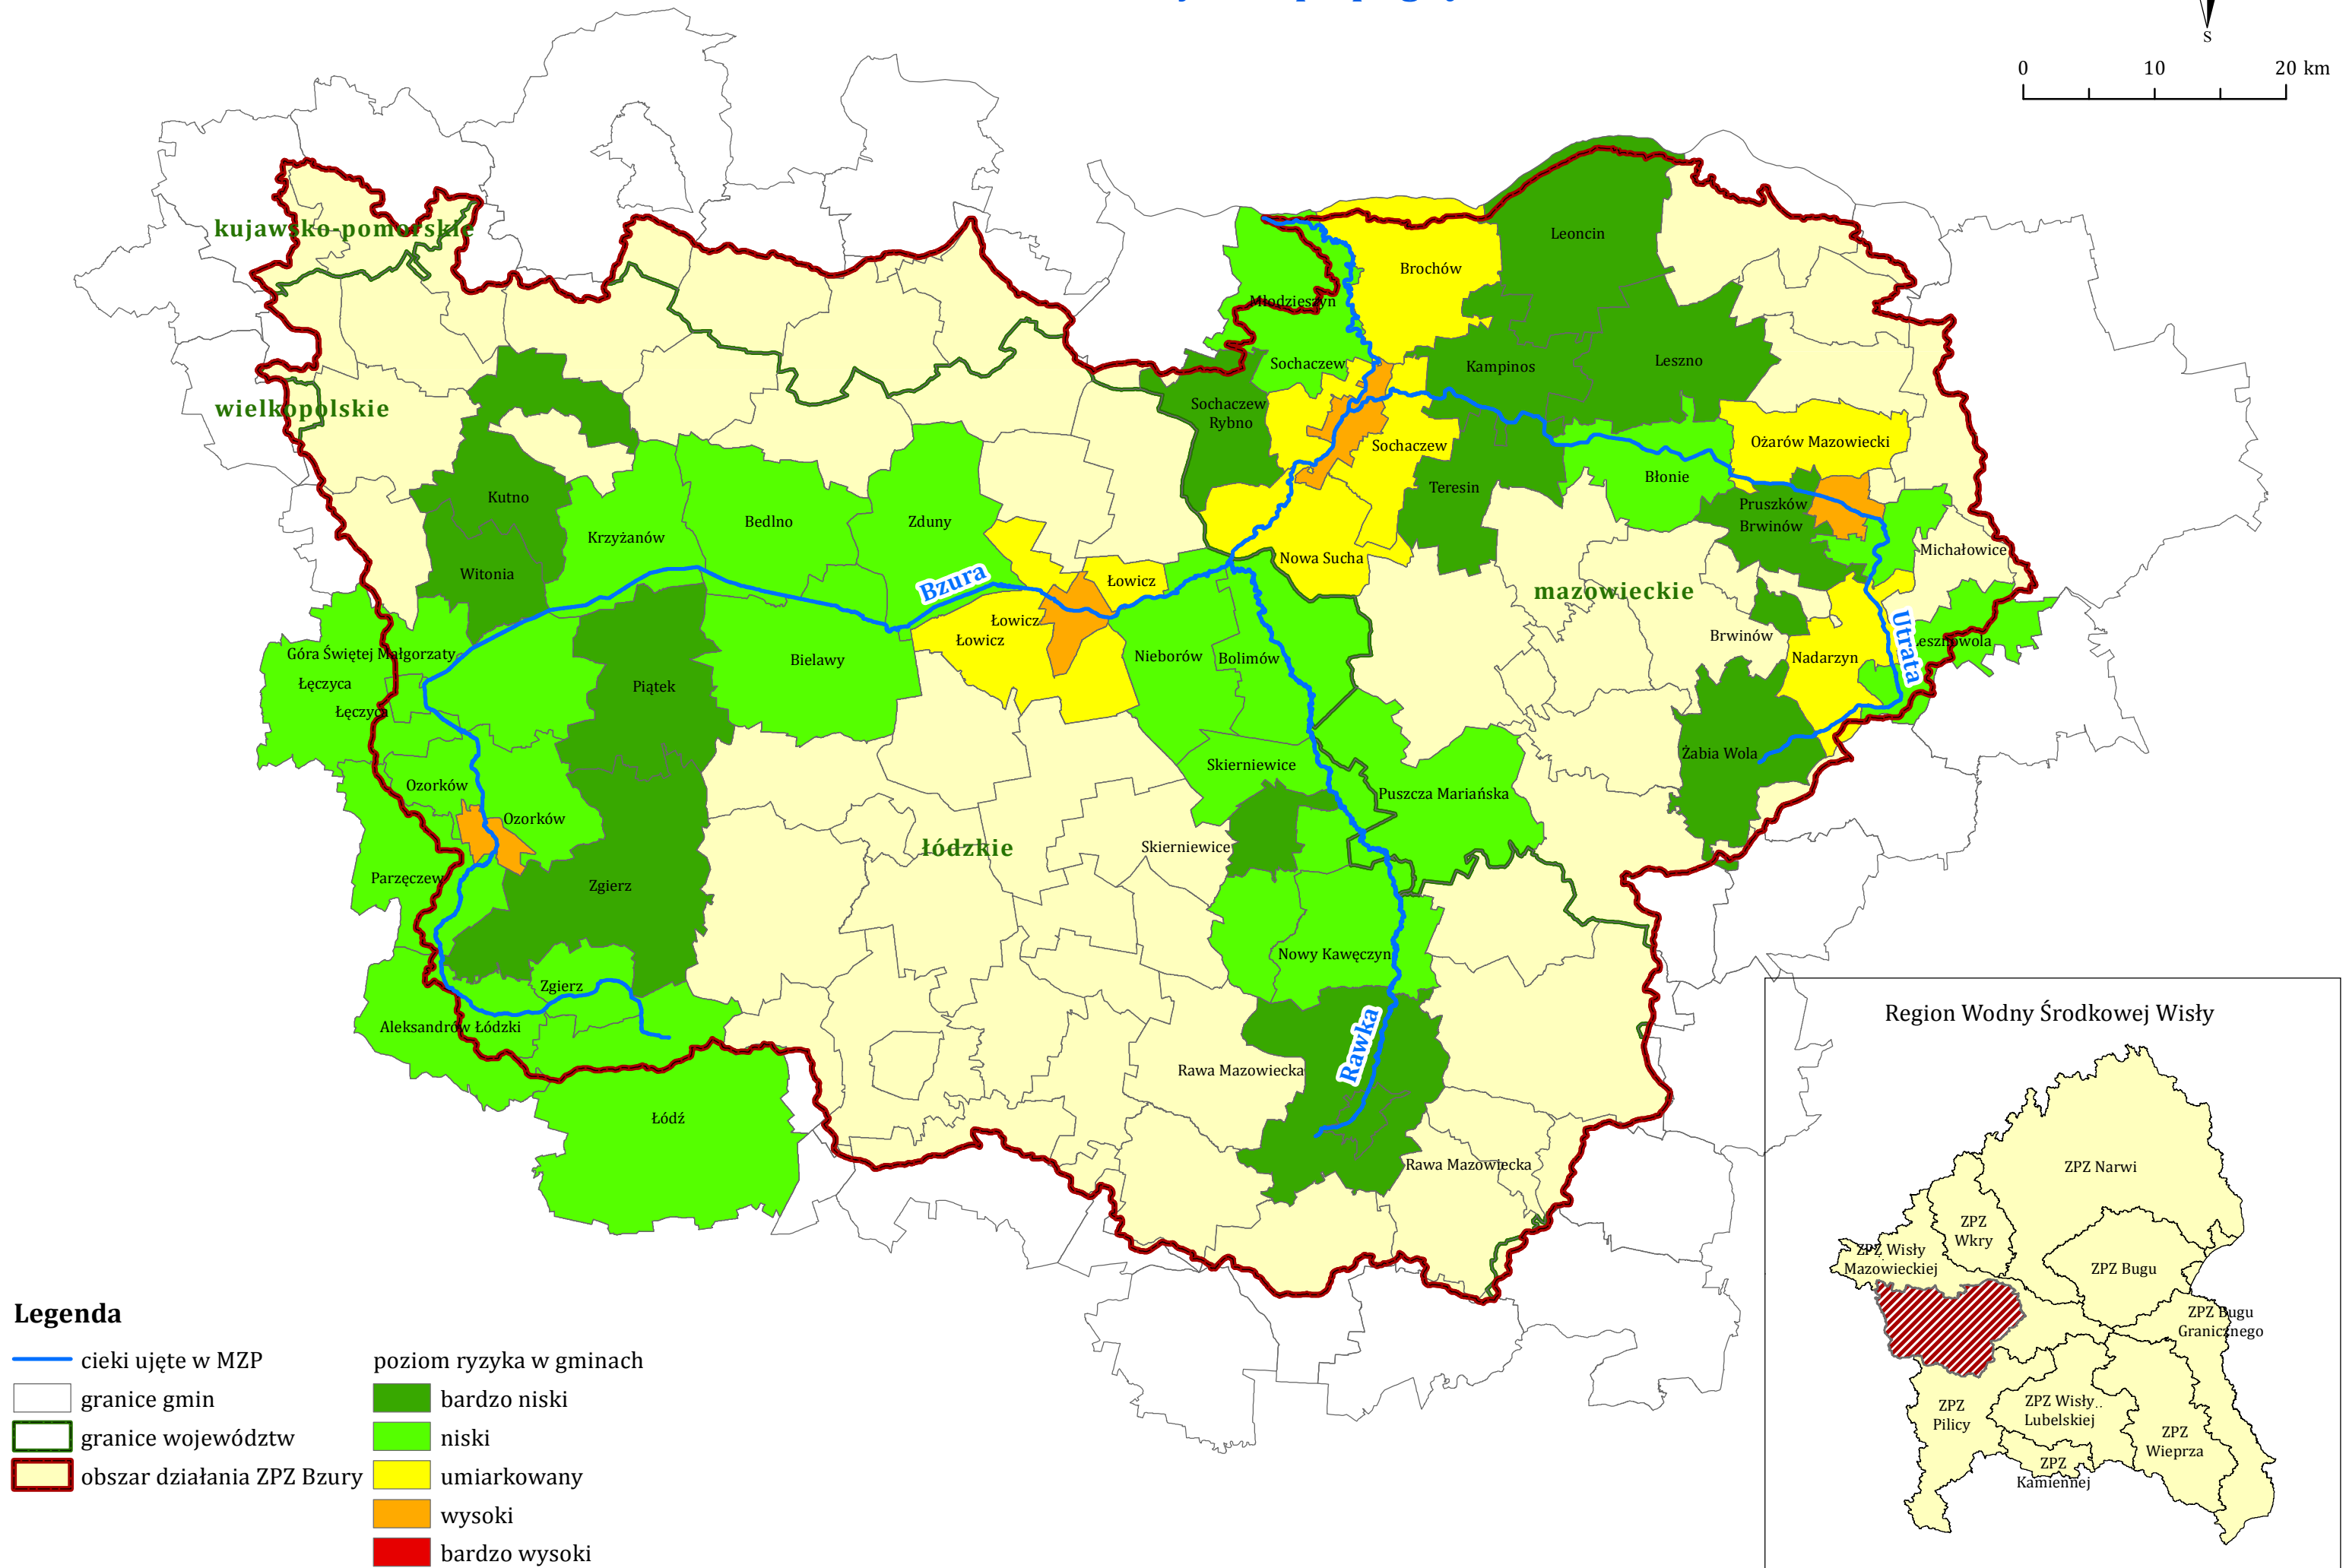 S
0 10 20 km
kujawsko-pomorskie
wielkopolskie
mazowieckie
łódzkie
Leoncin
Brochów
Młodzieszyn
Sochaczew
Kampinos
Leszno
Sochaczew
Rybno
Sochaczew
Ożarów Mazowiecki
Błonie
Teresin
Pruszków
Brwinów
Michałowice
Kutno
Krzyżanów
Bedlno
Zduny
Nowa Sucha
Witonia
Bzura
Łowicz
Łowicz
Łowicz
Brwinów
Utrata
Lesznowola
Nadarzyn
Góra Świętej Małgorzaty
Łęczyca
Łęczyca
Piątek
Bielawy
Nieborów
Bolimów
Żabia Wola
Skierniewice
Puszcza Mariańska
Ozorków
Ozorków
Skierniewice
Parzęczew
Zgierz
Nowy Kawęczyn
Zgierz
Aleksandrów Łódzki
Rawka
Rawa Mazowiecka
Łódź
Rawa Mazowiecka
Region Wodny Środkowej Wisły
ZPZ Narwi
ZPZ
Wkry
ZPZ Wisły
Mazowieckiej
ZPZ Bugu
ZPZ Bugu
Granicznego
ZPZ
Pilicy
ZPZ Wisły
Lubelskiej
ZPZ
Wieprza
ZPZ
Kamiennej
Legenda
cieki ujęte w MZP
granice gmin
granice województw
obszar działania ZPZ Bzury
poziom ryzyka w gminach
bardzo niski
niski
umiarkowany
wysoki
bardzo wysoki